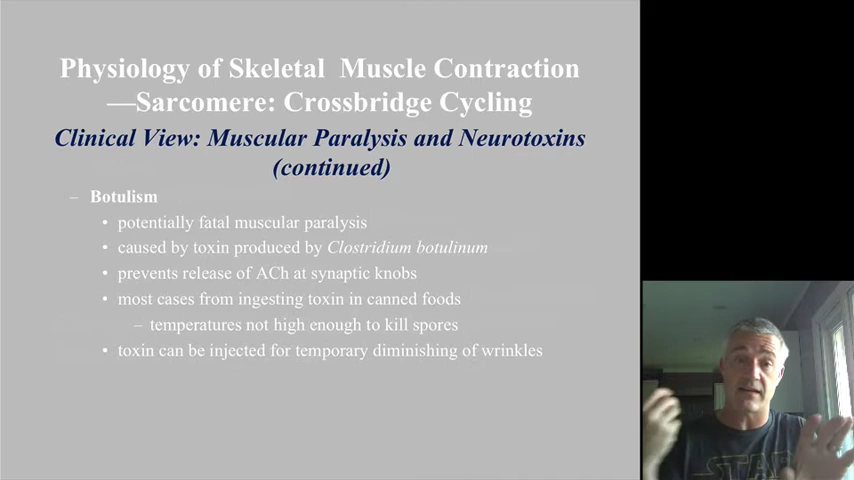 Physiology of Skeletal Muscle Contraction
—Sarcomere: Crossbridge Cycling
Clinical View: Muscular Paralysis and Neurotoxins
(continued)
– Botulism
• potentially fatal muscular paralysis
• caused by toxin produced by Clostridium botulinum
• prevents release of ACh at synaptic knobs
• most cases from ingesting toxin in canned foods
– temperatures not high enough to kill spores
• toxin can be injected for temporary diminishing of wrinkles
STAR